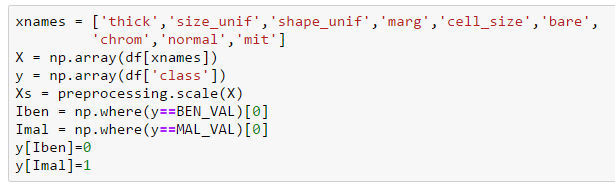 xnames = ['thick','size_unif','shape_unif','marg','cell_size','bare',
'chrom','normal','mit']
X = np.array(df[xnames])
y = np.array(df['class'])
Xs = preprocessing.scale(X)
Iben = np.where(y==BEN_VAL)[0]
Imal = np.where(y==MAL_VAL)[0]
y[Iben]=0
y[Imal]=1